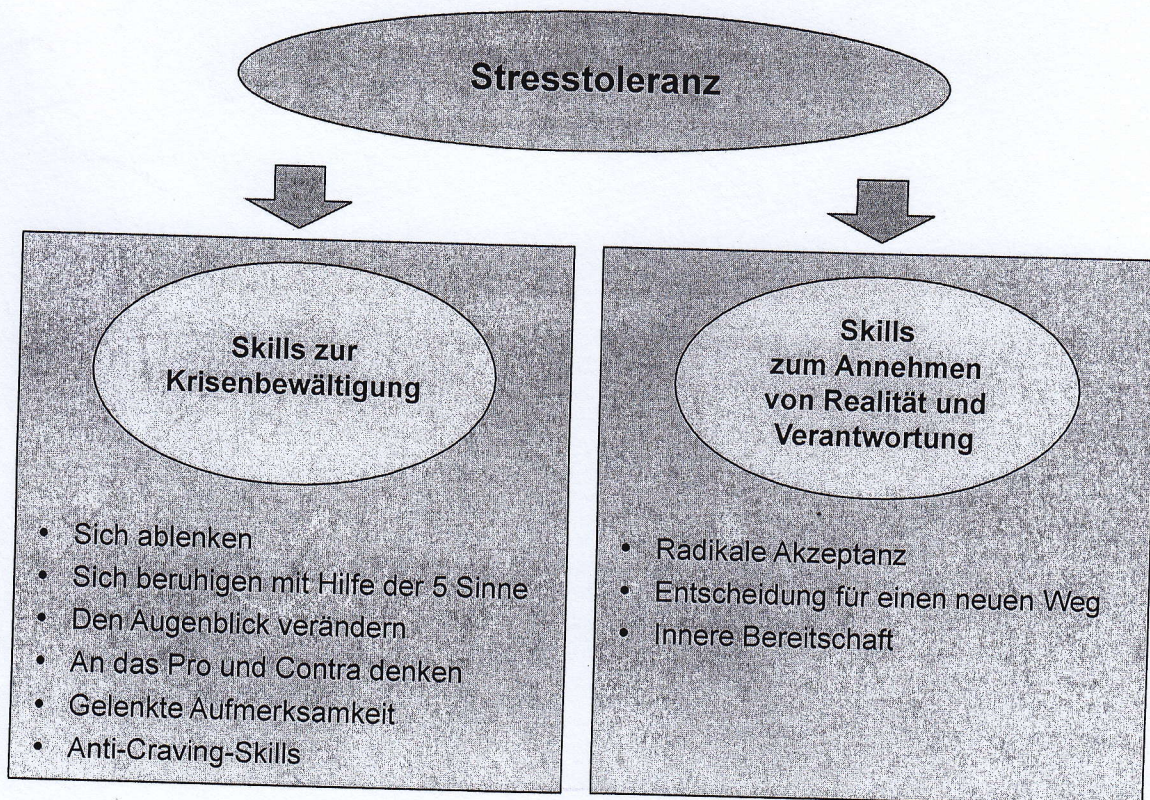 Stresstoleranz
Skills zur
Krisenbewältigung
• Sich ablenken
• Sich beruhigen mit Hilfe der 5 Sinne
• Den Augenblick verändern
• An das Pro und Contra denken
• Gelenkte Aufmerksamkeit
• Anti-Craving-Skills
Skills
zum Annehmen
von Realität und
Verantwortung
• Radikale Akzeptanz
• Entscheidung für einen neuen Weg
• Innere Bereitschaft